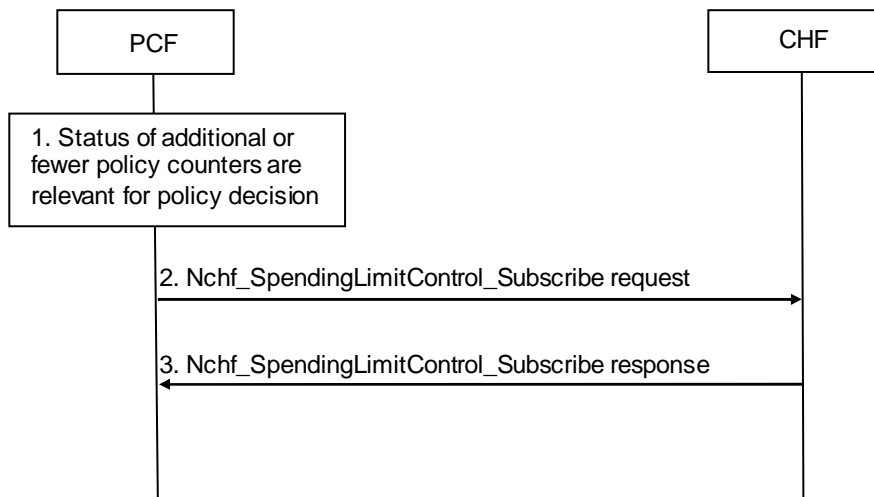 PCF
CHF
1. Status of additional or
fewer policy counters are
relevant for policy decision
2. Nchf_SpendingLimitControl_Subscribe request
3. Nchf_SpendingLimitControl_Subscribe response